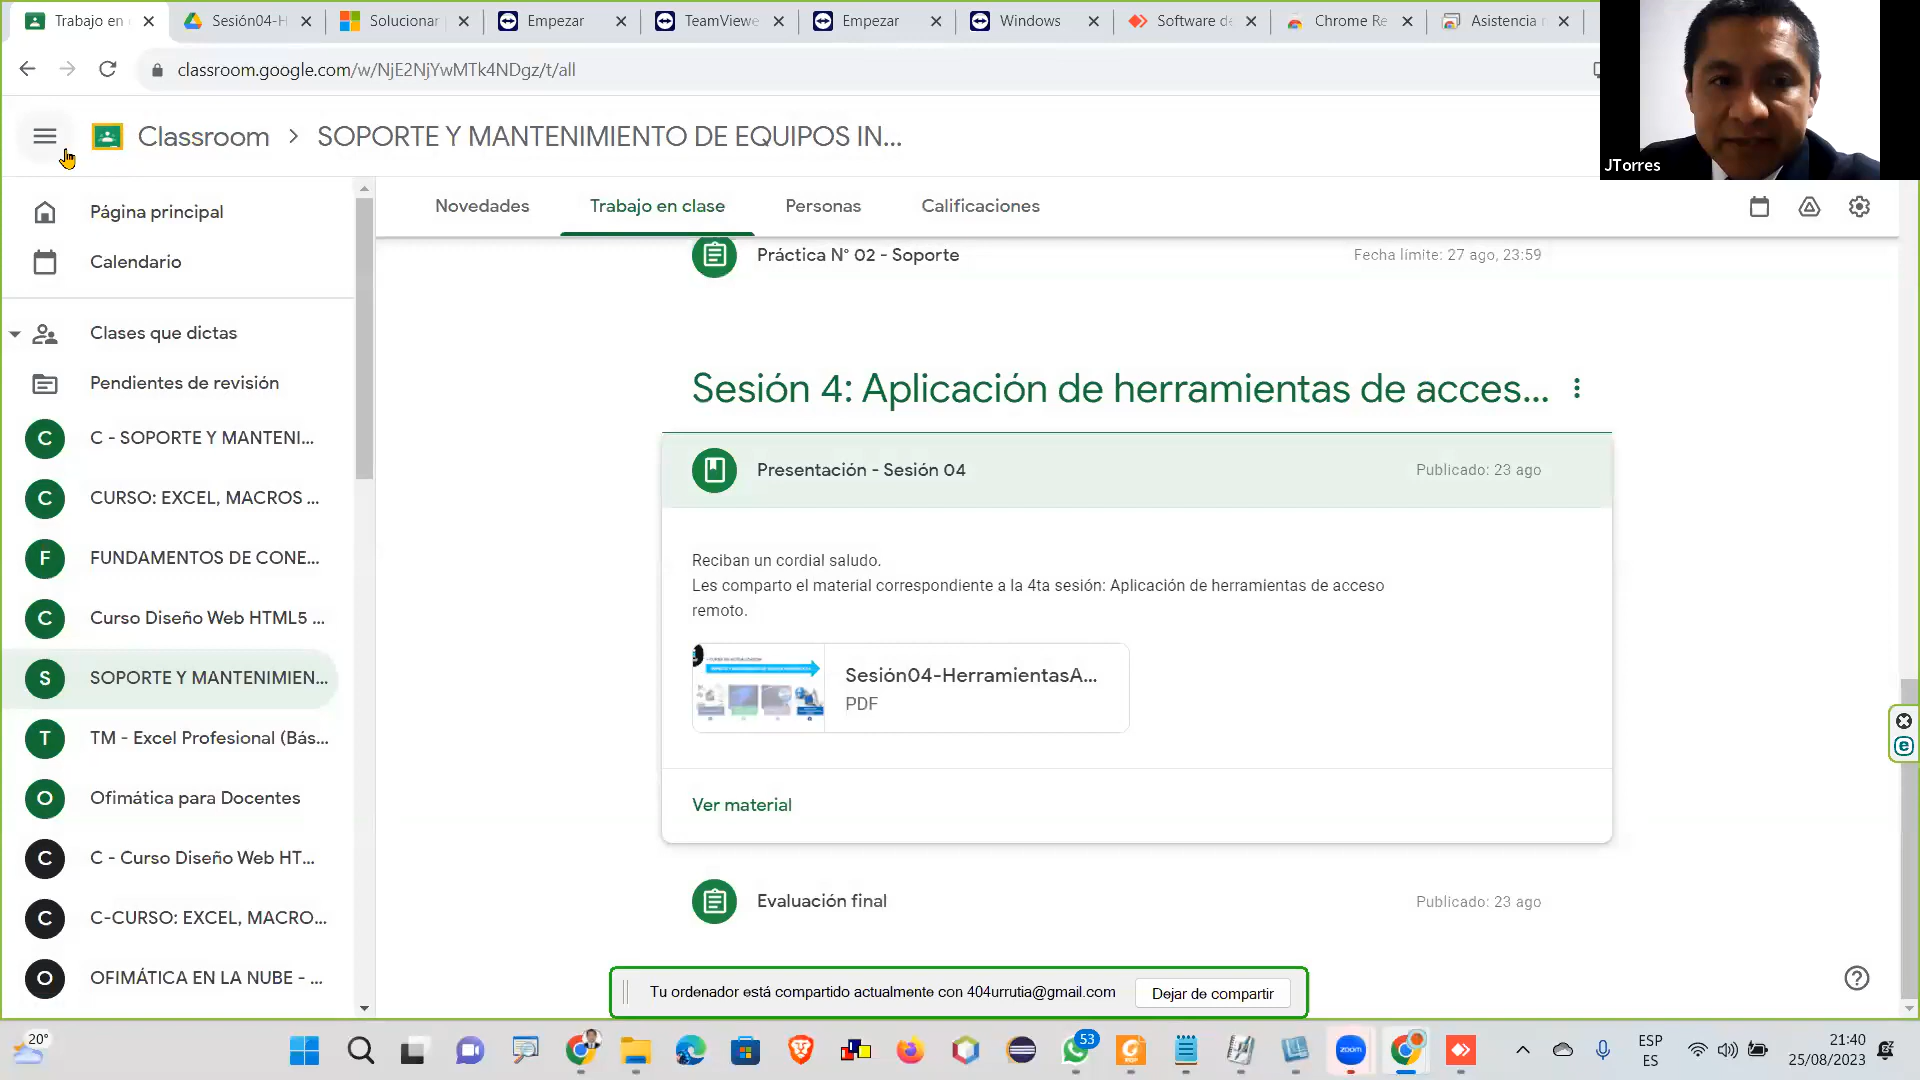 Trabajo en
Sesión04-H
Solucionar
Empezar
TeamViewe
Empezar
Windows
Software de
Chrome Re
Asistencia
classroom.google.com/w/NjE2NjYwMTk4NDgz/t/all
Classroom > SOPORTE Y MANTENIMIENTO DE EQUIPOS IN...
JTorres
Página principal
Calendario
Clases que dictas
Pendientes de revisión
C C - SOPORTE Y MANTENI...
C CURSO: EXCEL, MACROS ...
F FUNDAMENTOS DE CONE...
C Curso Diseño Web HTML5 ...
S SOPORTE Y MANTENIMIEN...
T TM - Excel Profesional (Bás...
O Ofimática para Docentes
C C - Curso Diseño Web HT...
C C-CURSO: EXCEL, MACRO...
O OFIMÁTICA EN LA NUBE - ...
Novedades
Trabajo en clase
Personas
Calificaciones
Práctica N° 02 - Soporte
Fecha límite: 27 ago, 23:59
Sesión 4: Aplicación de herramientas de acces...
Presentación - Sesión 04
Publicado: 23 ago
Reciban un cordial saludo.
Les comparto el material correspondiente a la 4ta sesión: Aplicación de herramientas de acceso
remoto.
Sesión04-HerramientasA...
PDF
Ver material
Evaluación final
Publicado: 23 ago
Tu ordenador está compartido actualmente con 404urrutia@gmail.com
Dejar de compartir
20°
53
zoom
ESP
ES
21:40
25/08/2023